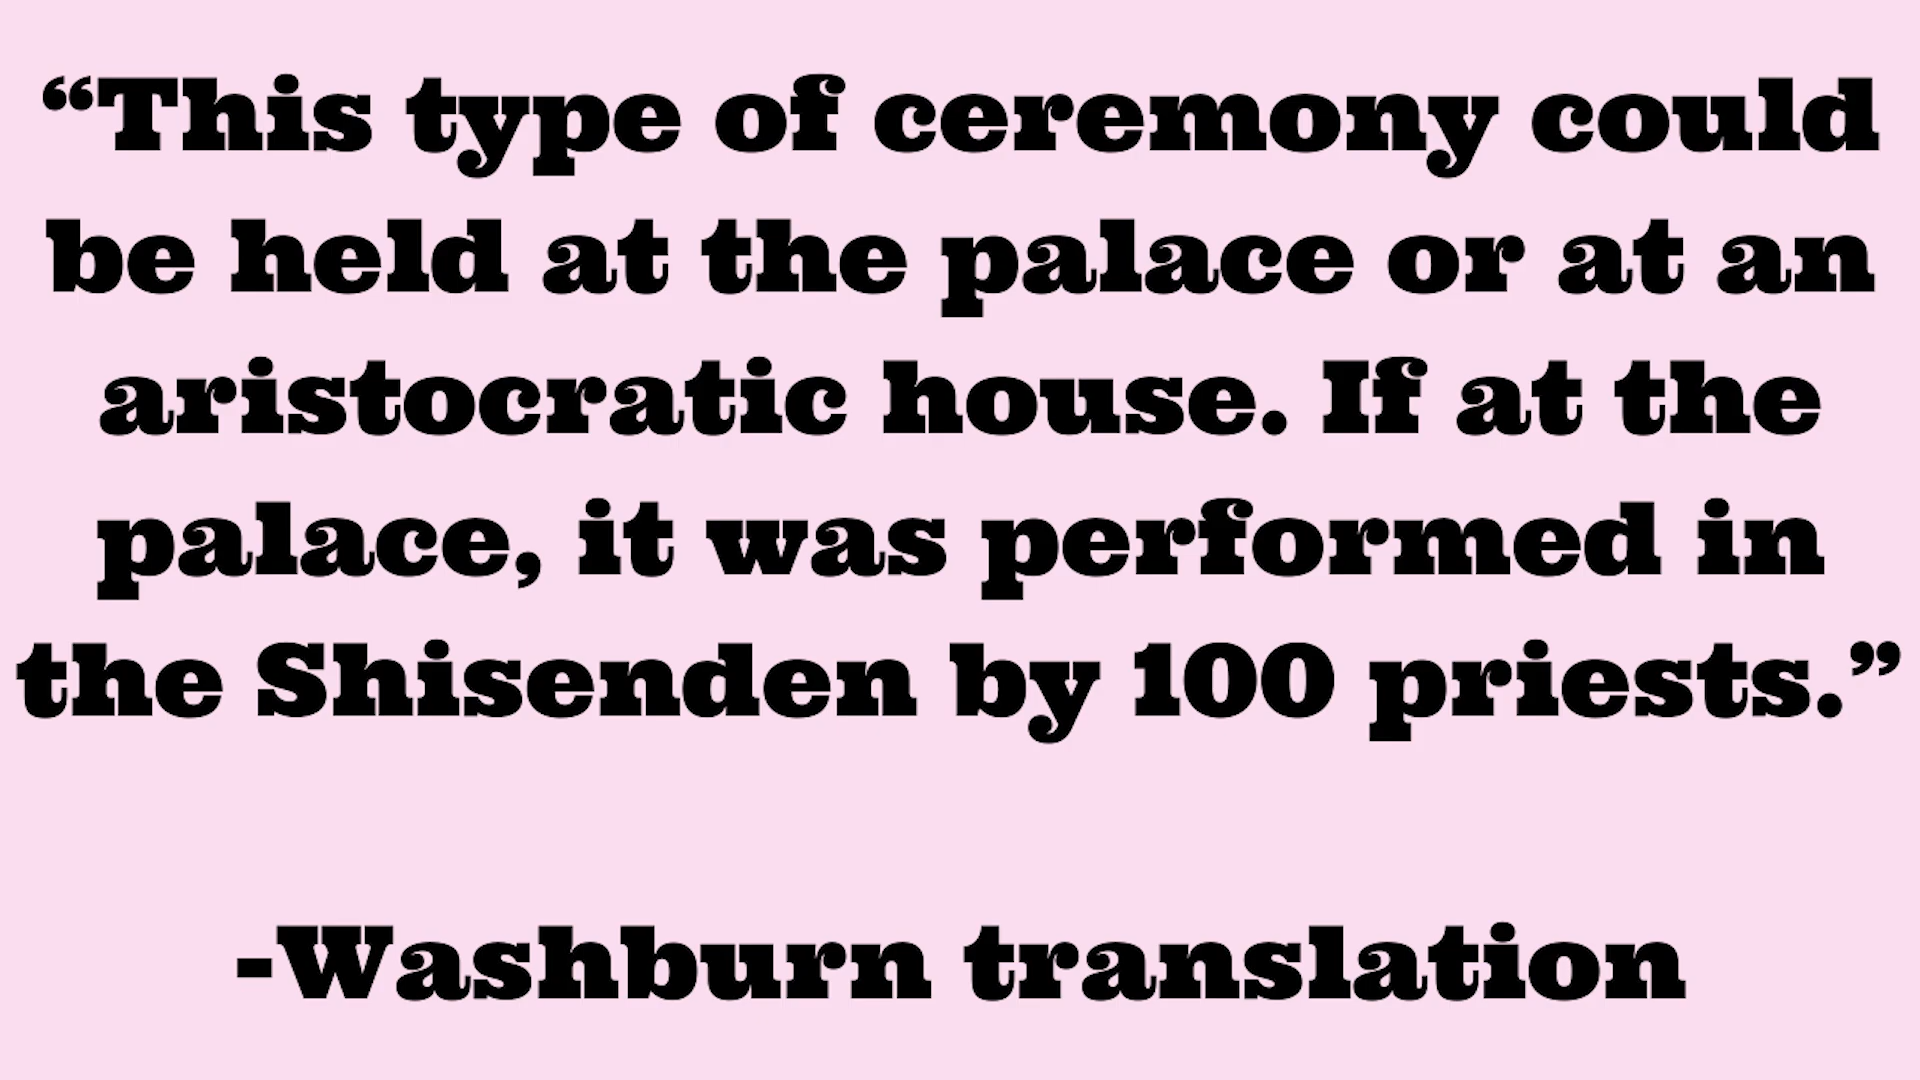 “This type of ceremony could
be held at the palace or at an
aristocratic house. If at the
palace, it was performed in
the Shisenden by 100 priests.”
-Washburn translation